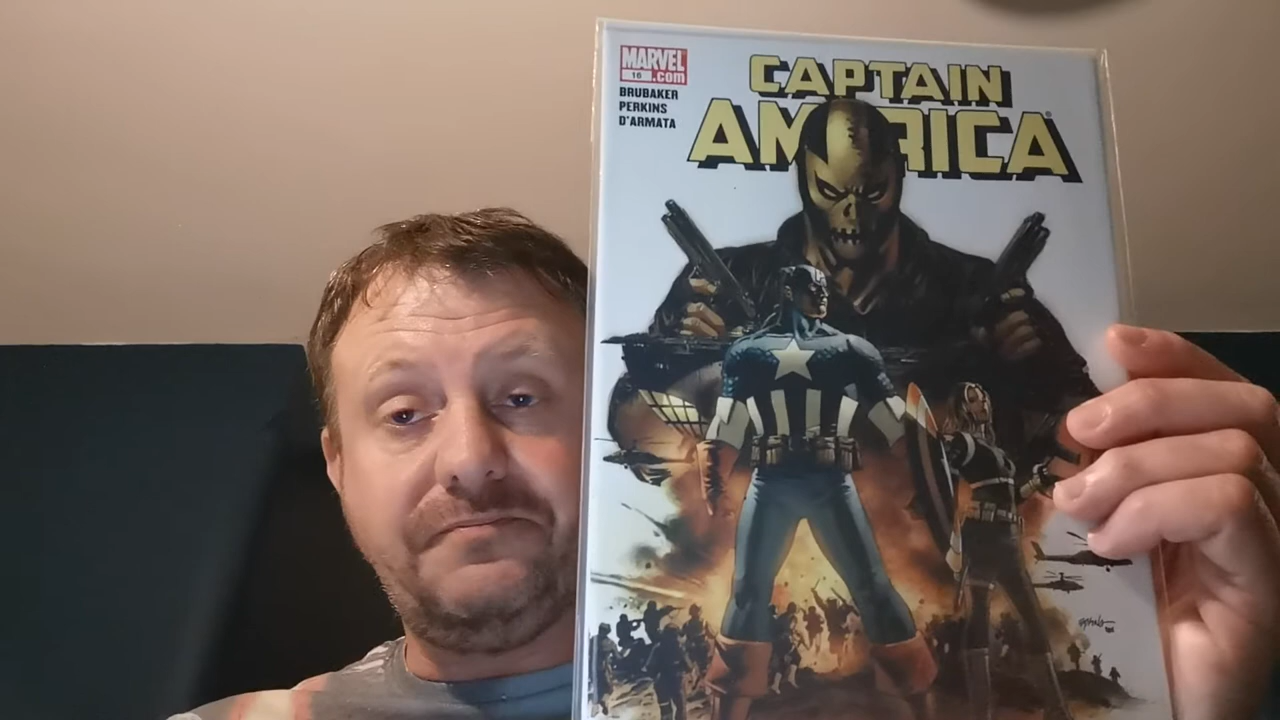 MARVEL
16 .com
BRUBAKER
PERKINS
D'ARMATA
CAPTAIN
AMERICA